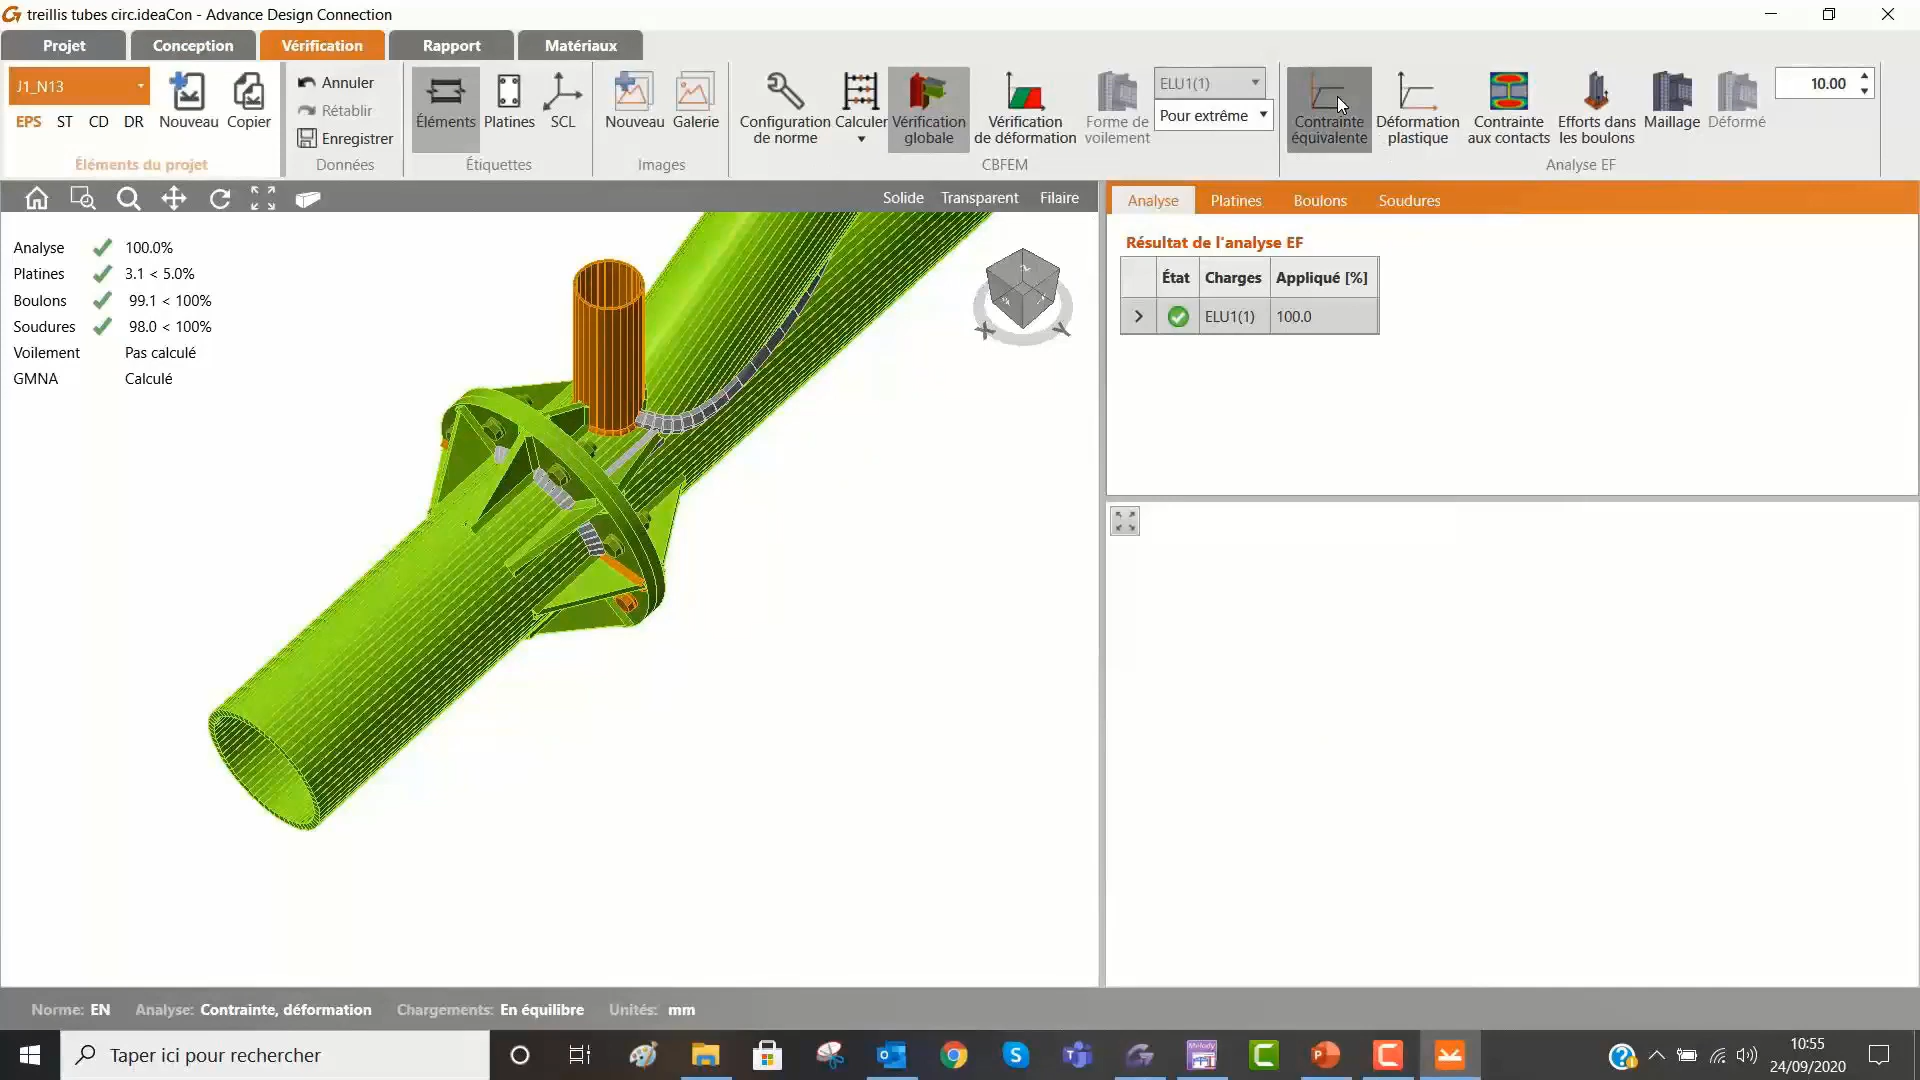 treillis tubes circ.ideaCon - Advance Design Connection
Projet
Conception
Vérification
Rapport
Matériaux
J1_N13
EPS ST CD DR
Nouveau
Copier
Éléments du projet
Annuler
Rétablir
Enregistrer
Données
Éléments
Platines
SCL
Étiquettes
Nouveau
Galerie
Images
Configuration
de norme
Calculer
Vérification
globale
Vérification
de déformation
Forme de
voilement
ELU1(1)
Pour extrême
CBFEM
Contrainte
équivalente
Déformation
plastique
Contrainte
aux contacts
Efforts dans
les boulons
Maillage
Déformé
10.00
Analyse EF
Solide Transparent Filaire
Analyse 100.0%
Platines 3.1 < 5.0%
Boulons 99.1 < 100%
Soudures 98.0 < 100%
Voilement Pas calculé
GMNA Calculé
Analyse Platines Boulons Soudures
Résultat de l'analyse EF
État Charges Appliqué [%]
ELU1(1) 100.0
Norme: EN Analyse: Contrainte, déformation Chargements: En équilibre Unités: mm
Taper ici pour rechercher
10:55
24/09/2020